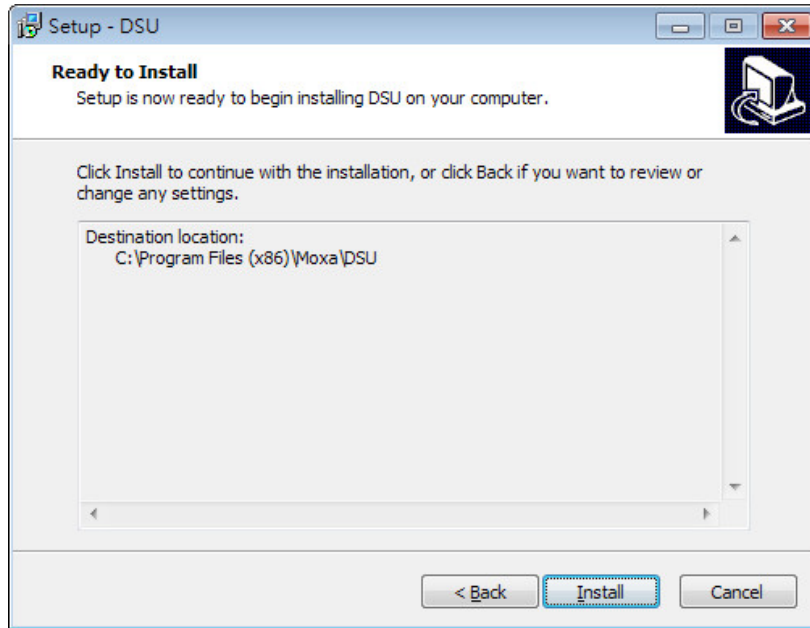 Setup - DSU
Ready to Install
Setup is now ready to begin installing DSU on your computer.
Click Install to continue with the installation, or click Back if you want to review or
change any settings.
Destination location:
C:\Program Files (x86)\Moxa\DSU
< Back
Install
Cancel